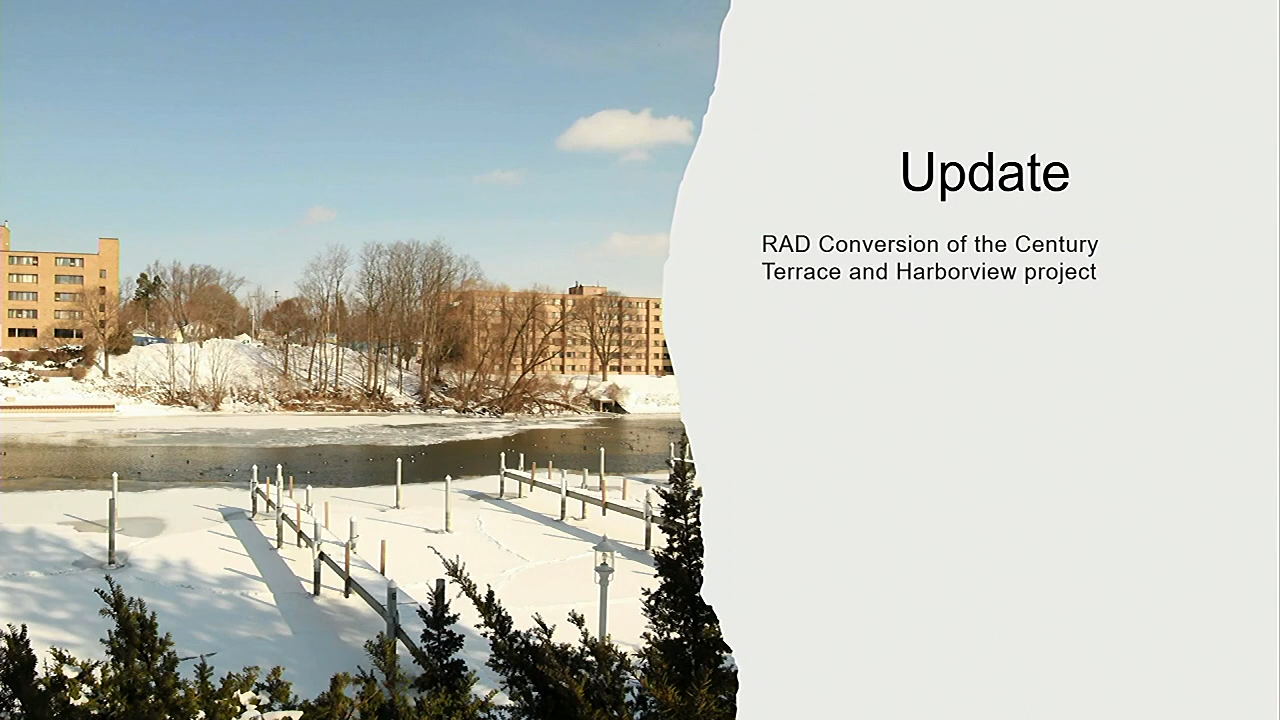 Update
RAD Conversion of the Century
Terrace and Harborview project